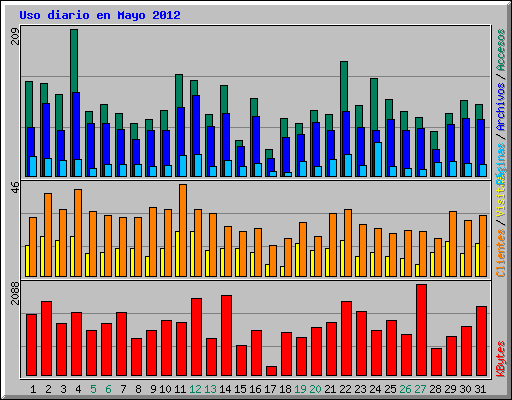 Uso diario en Mayo 2012
209
46
2088
Páginas / Archivos / Accesos
Clientes / Visitas
KBytes
1 2 3 4 5 6 7 8 9 10 11 12 13 14 15 16 17 18 19 20 21 22 23 24 25 26 27 28 29 30 31